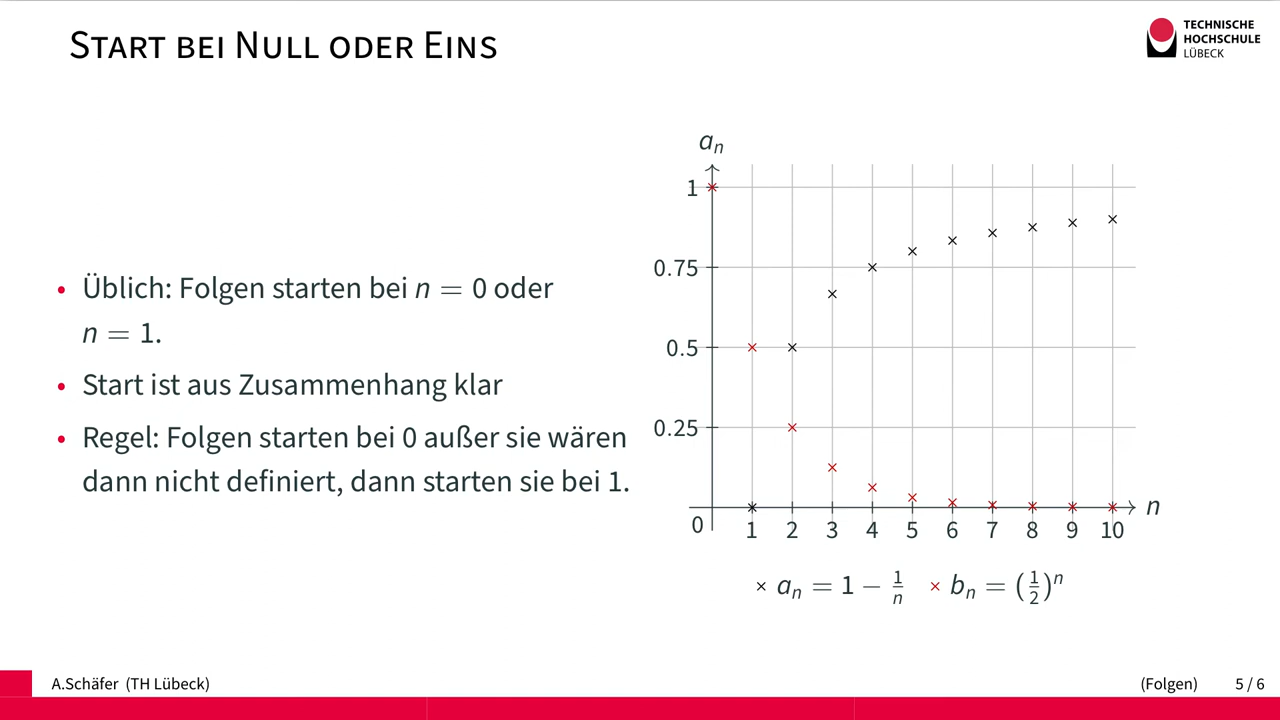 Start bei Null oder Eins
TECHNISCHE
HOCHSCHULE
LÜBECK
• Üblich: Folgen starten bei n = 0 oder
n = 1.
• Start ist aus Zusammenhang klar
• Regel: Folgen starten bei 0 außer sie wären
dann nicht definiert, dann starten sie bei 1.
aₙ
1
0.75
0.5
0.25
0
1 2 3 4 5 6 7 8 9 10
n
× aₙ = 1 − 1/n × bₙ = (1/2)ⁿ
A.Schäfer (TH Lübeck)
(Folgen) 5 / 6